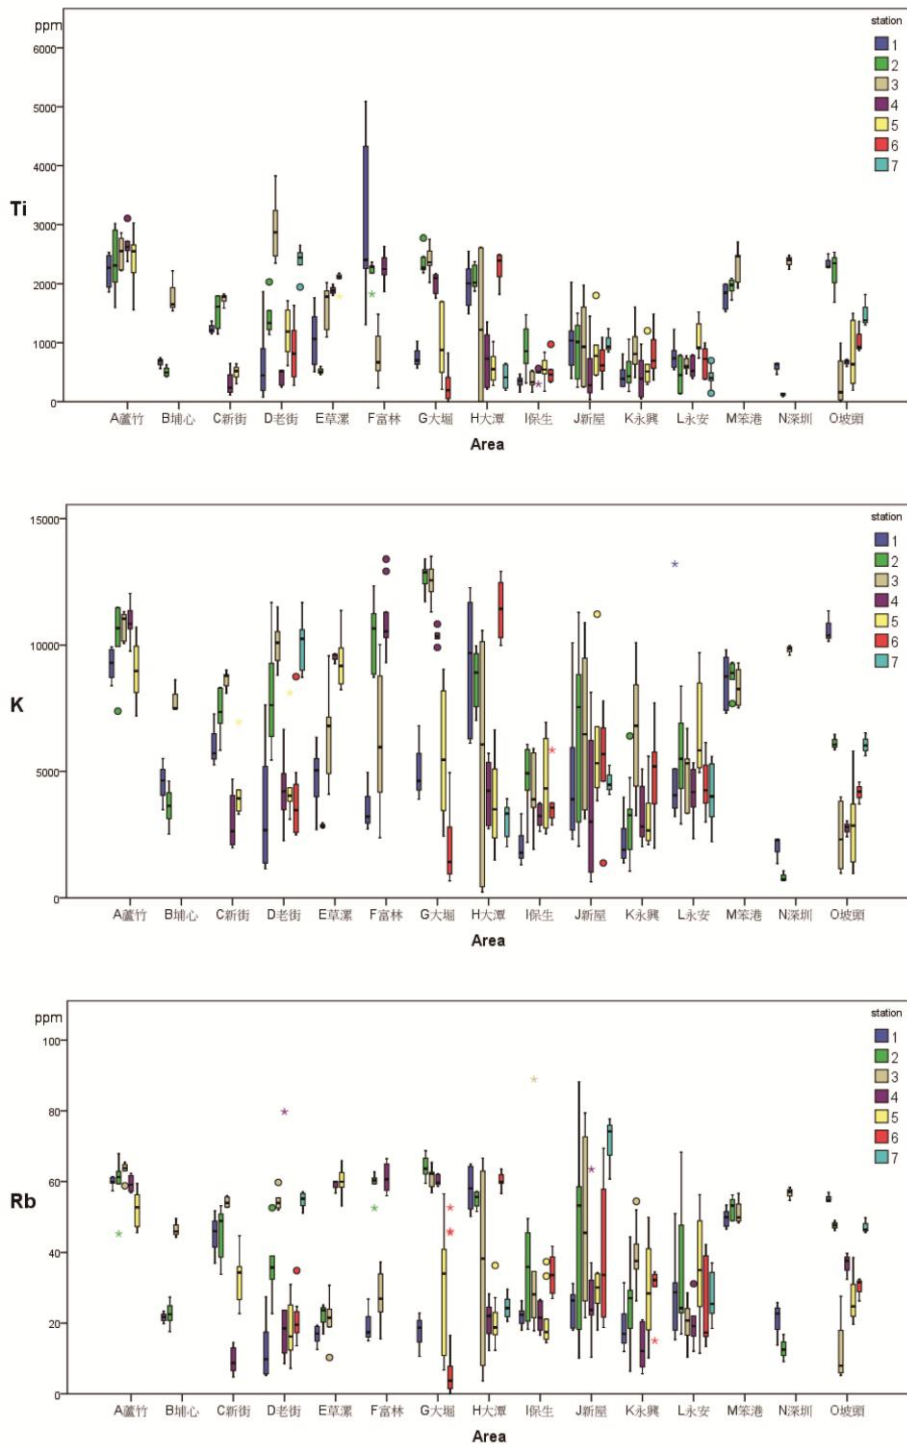 ppm
station
1
2
3
4
5
6
7
6000
5000
4000
3000
2000
1000
0
Ti
A蘆竹 B埔心 C新街 D老街 E草漯 F富林 G大堀 H大潭 I保生 J新屋 K永興 L永安 M笨港 N深圳 O坡頭
Area
station
1
2
3
4
5
6
7
15000
10000
5000
0
K
A蘆竹 B埔心 C新街 D老街 E草漯 F富林 G大堀 H大潭 I保生 J新屋 K永興 L永安 M笨港 N深圳 O坡頭
Area
ppm
station
1
2
3
4
5
6
7
100
80
60
40
20
0
Rb
A蘆竹 B埔心 C新街 D老街 E草漯 F富林 G大堀 H大潭 I保生 J新屋 K永興 L永安 M笨港 N深圳 O坡頭
Area